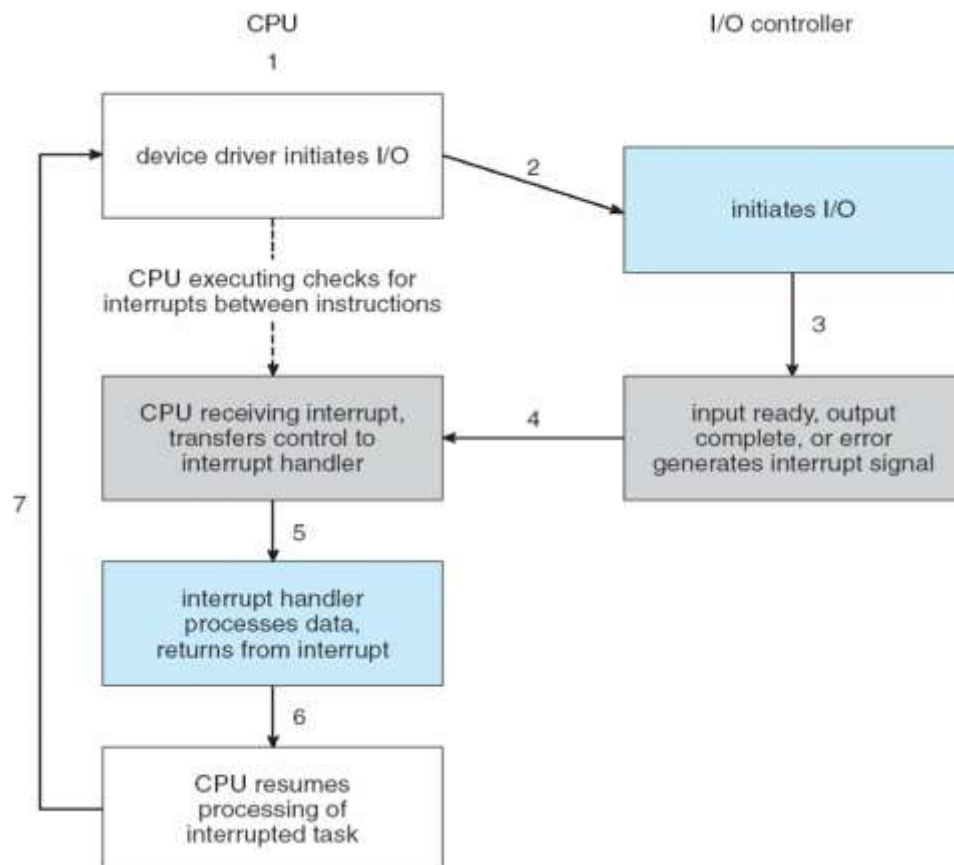 CPU
I/O controller
1
device driver initiates I/O
2
initiates I/O
CPU executing checks for
interrupts between instructions
3
CPU receiving interrupt,
transfers control to
interrupt handler
4
input ready, output
complete, or error
generates interrupt signal
7
5
interrupt handler
processes data,
returns from interrupt
6
CPU resumes
processing of
interrupted task